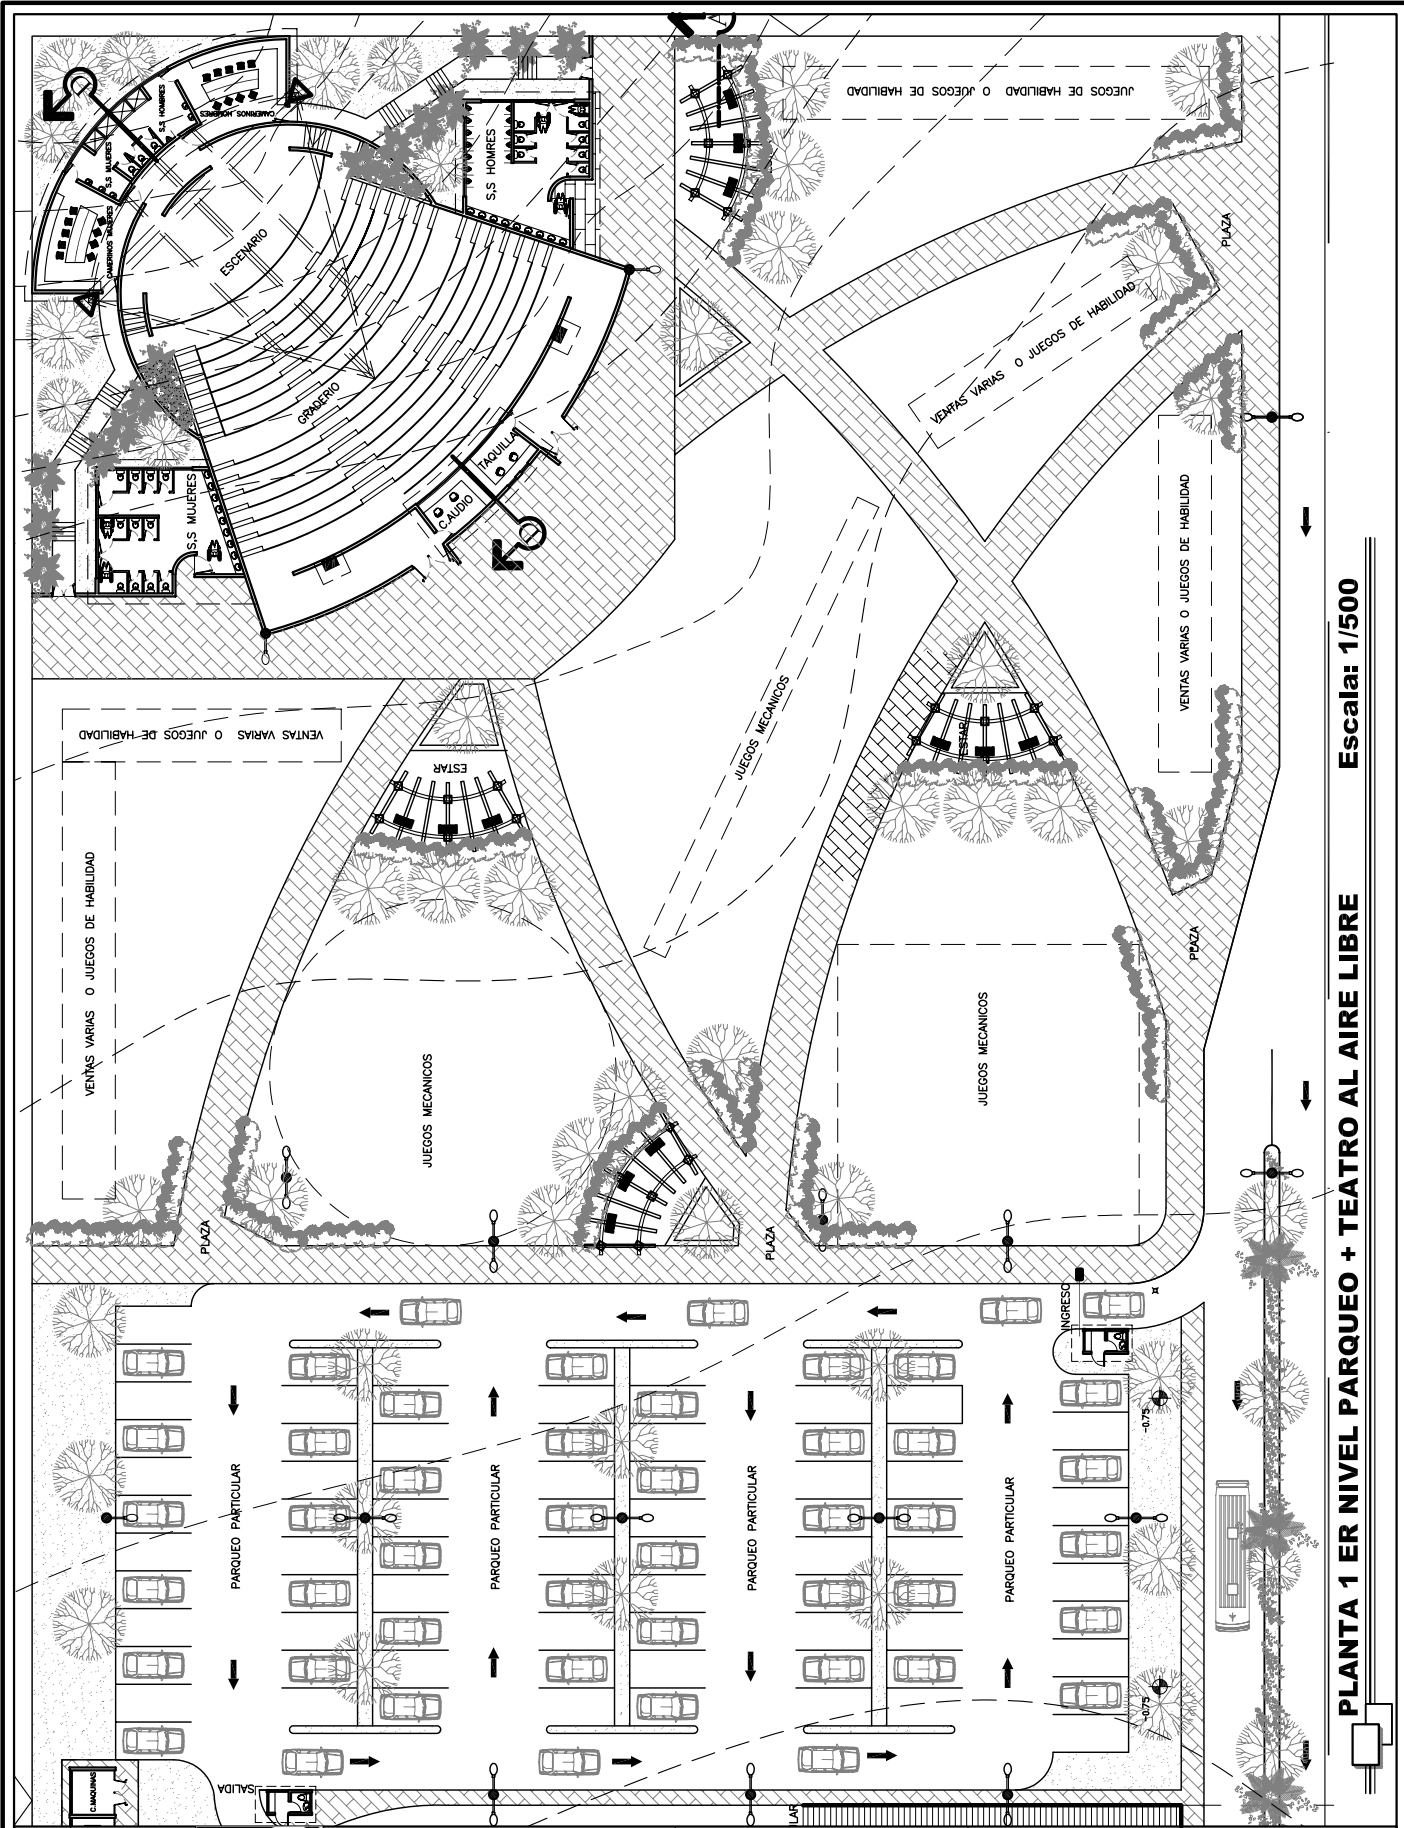 CAMERINOS HOMBRES
S,S HOMBRES
S,S MUJERES
CAMERINOS MUJERES
ESCENARIO
GRADERIO
S,S HOMRES
S,S MUJERES
TAQUILLA
C.AUDIO
JUEGOS DE HABILIDAD O JUEGOS DE HABILIDAD
PLAZA
VENTAS VARIAS O JUEGOS DE HABILIDAD
VENTAS VARIAS O JUEGOS DE HABILIDAD
VENTAS VARIAS O JUEGOS DE HABILIDAD
VENTAS VARIAS O JUEGOS DE HABILIDAD
JUEGOS MECANICOS
ESTAR
ESTAR
PLAZA
JUEGOS MECANICOS
JUEGOS MECANICOS
PLAZA
PLAZA
INGRESO
PARQUEO PARTICULAR
PARQUEO PARTICULAR
PARQUEO PARTICULAR
PARQUEO PARTICULAR
-0.75
-0.75
SALIDA
C.MAQUINAS
LAR
PLANTA 1 ER NIVEL PARQUEO + TEATRO AL AIRE LIBRE Escala: 1/500